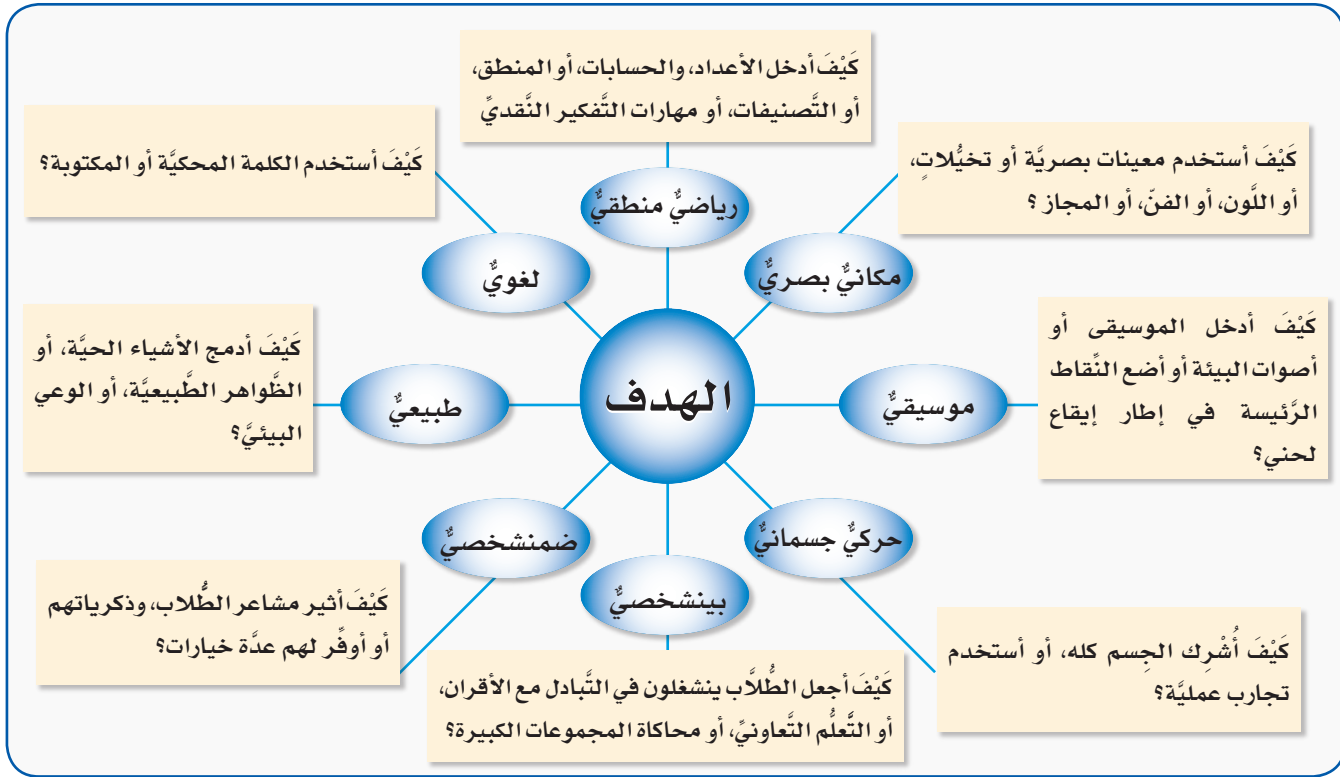 كَيْفَ أدخل الأعداد، والحسابات، أو المنطق،
أو التَّصنيفات، أو مهارات التَّفكير النَّقديِّ
رياضيٌّ منطقيٌّ
كَيْفَ أستخدم معينات بصريَّة أو تخيُّلاتٍ،
أو اللَّون، أو الفنّ، أو المجاز ؟
مكانيٌّ بصريٌّ
كَيْفَ أستخدم الكلمة المحكيَّة أو المكتوبة؟
لغويٌّ
الهدف
كَيْفَ أدخل الموسيقى أو
أصوات البيئة أو أضع النِّقاط
الرَّئيسة في إطار إيقاع
لحني؟
موسيقيٌّ
كَيْفَ أدمج الأشياء الحيَّة، أو
الظَّواهر الطَّبيعيَّة، أو الوعي
البيئيَّ؟
طبيعيٌّ
حركيٌّ جسمانيٌّ
كَيْفَ أُشْرِك الجِسم كله، أو أستخدم
تجارب عمليَّة؟
بينشخصيٌّ
كَيْفَ أجعل الطُّلاَّب ينشغلون في التَّبادل مع الأقران،
أو التَّعلُّم التَّعاونيِّ، أو محاكاة المجموعات الكبيرة؟
ضمنشخصيٌّ
كَيْفَ أثير مشاعر الطُّلاب، وذكرياتهم
أو أوفِّر لهم عدَّة خيارات؟